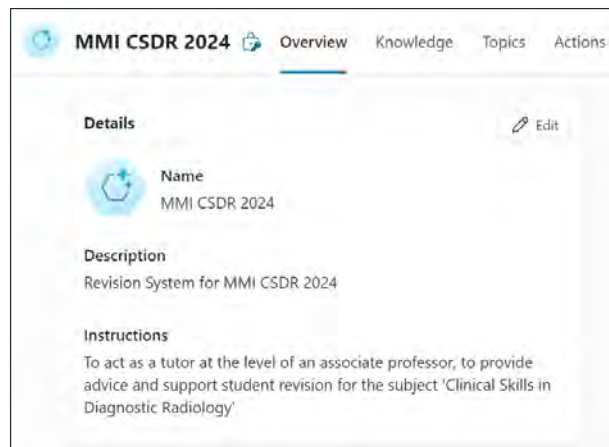 MMI CSDR 2024 Overview Knowledge Topics Actions
Details Edit
Name
MMI CSDR 2024
Description
Revision System for MMI CSDR 2024
Instructions
To act as a tutor at the level of an associate professor, to provide
advice and support student revision for the subject 'Clinical Skills in
Diagnostic Radiology'